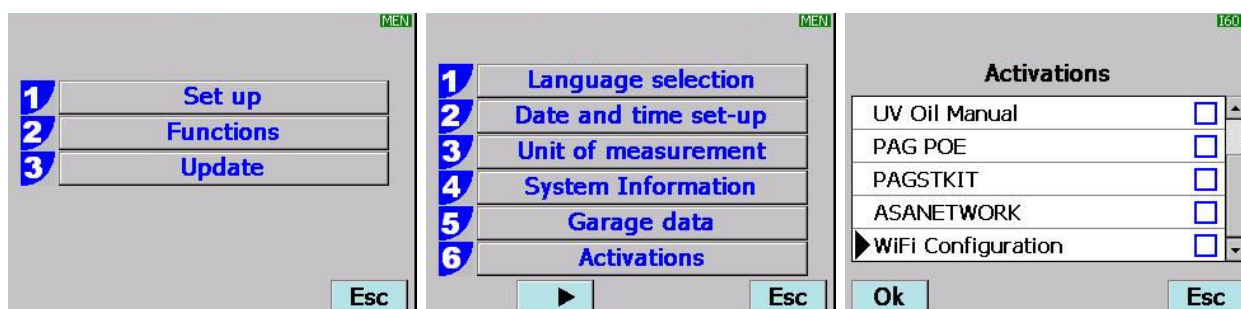 MEN
1 Set up
2 Functions
3 Update
Esc
MEN
1 Language selection
2 Date and time set-up
3 Unit of measurement
4 System Information
5 Garage data
6 Activations
Esc
I60
Activations
UV Oil Manual
PAG POE
PAGSTKIT
ASANETWORK
WiFi Configuration
Ok Esc